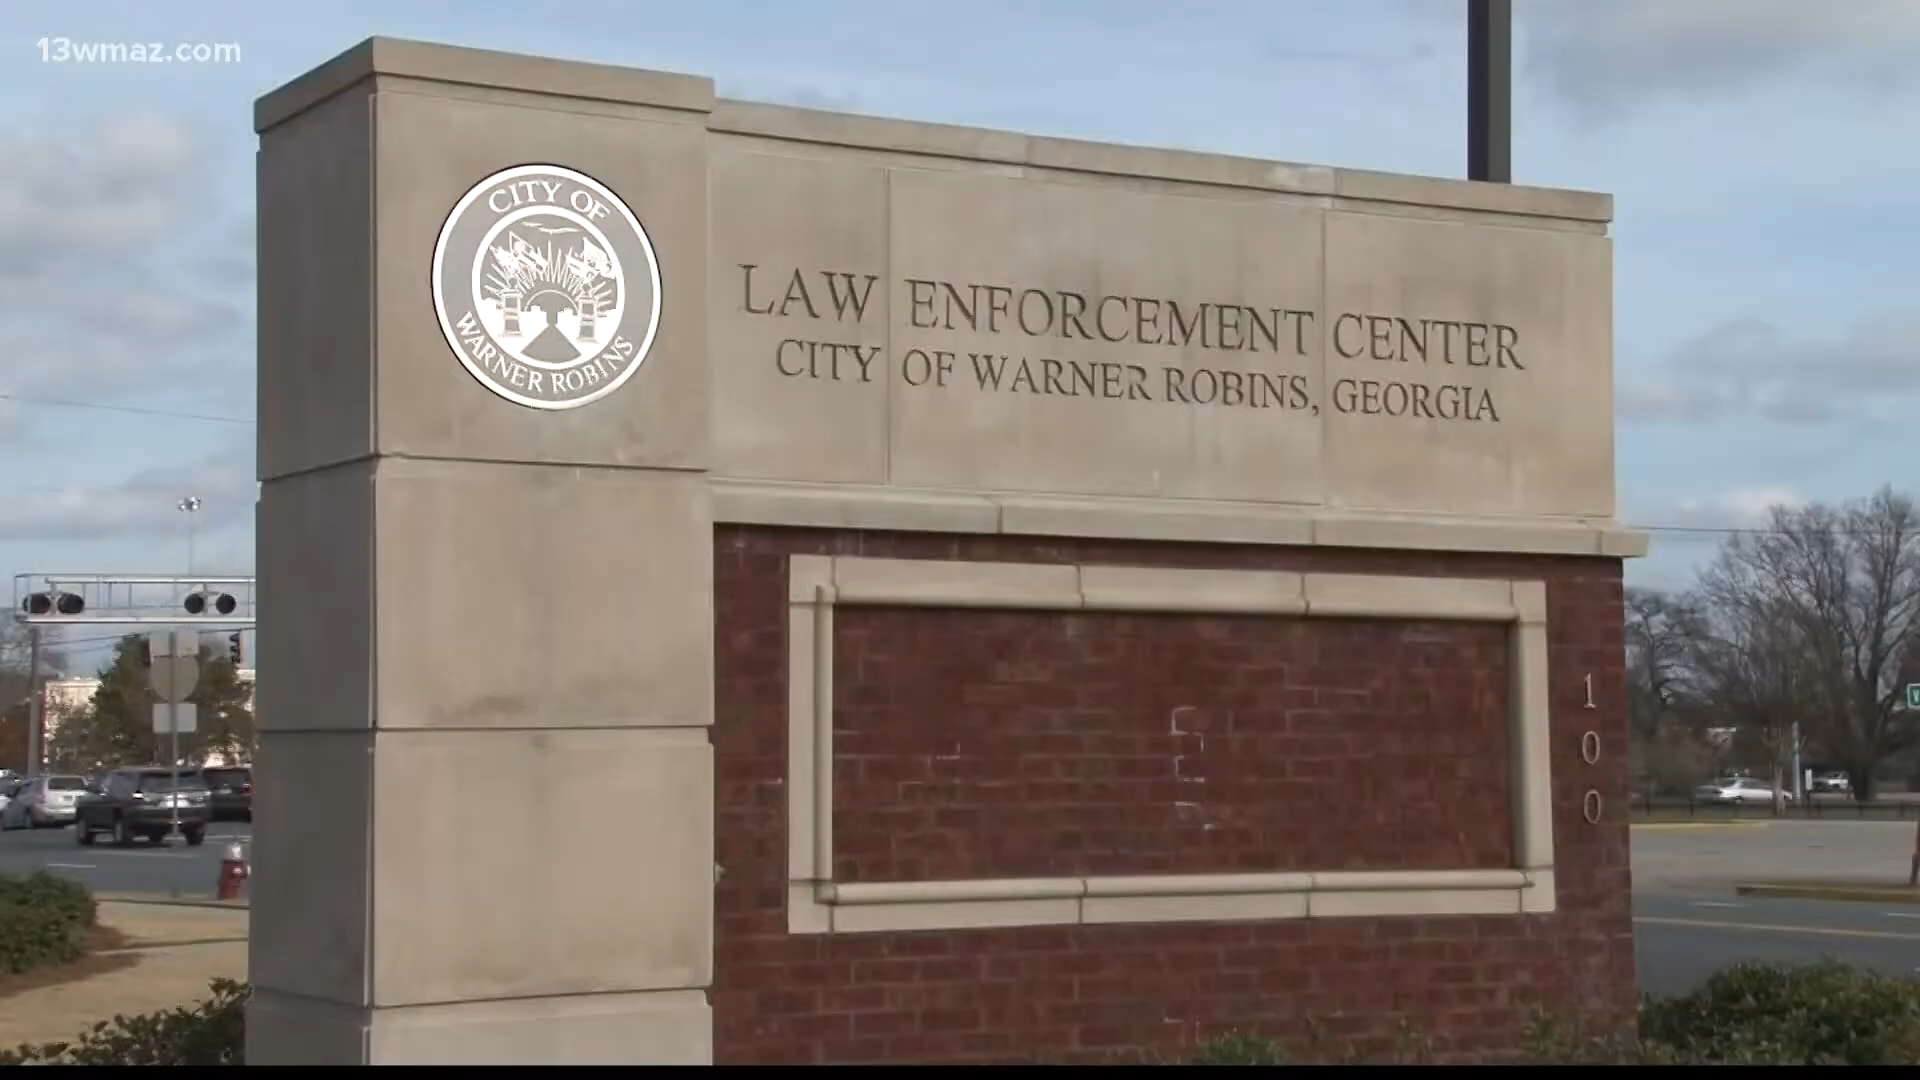 13wmaz.com
CITY OF
WARNER ROBINS
LAW ENFORCEMENT CENTER
CITY OF WARNER ROBINS, GEORGIA
100